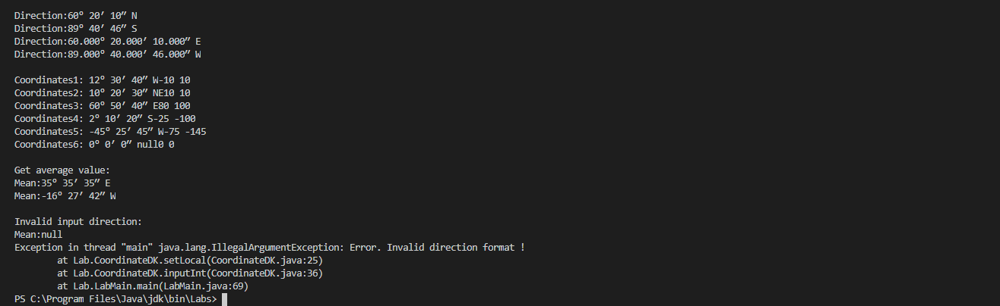 Direction:60° 20′ 10″ N
Direction:89° 40′ 46″ S
Direction:60.000° 20.000′ 10.000″ E
Direction:89.000° 40.000′ 46.000″ W
Coordinates1: 12° 30′ 40″ W-10 10
Coordinates2: 10° 20′ 30″ NE10 10
Coordinates3: 60° 50′ 40″ E80 100
Coordinates4: 2° 10′ 20″ S-25 -100
Coordinates5: -45° 25′ 45″ W-75 -145
Coordinates6: 0° 0′ 0″ null0 0
Get average value:
Mean:35° 35′ 35″ E
Mean:-16° 27′ 42″ W
Invalid input direction:
Mean:null
Exception in thread "main" java.lang.IllegalArgumentException: Error. Invalid direction format !
at Lab.CoordinateDK.setLocal(CoordinateDK.java:25)
at Lab.CoordinateDK.inputInt(CoordinateDK.java:36)
at Lab.LabMain.main(LabMain.java:69)
PS C:\Program Files\Java\jdk\bin\Labs>